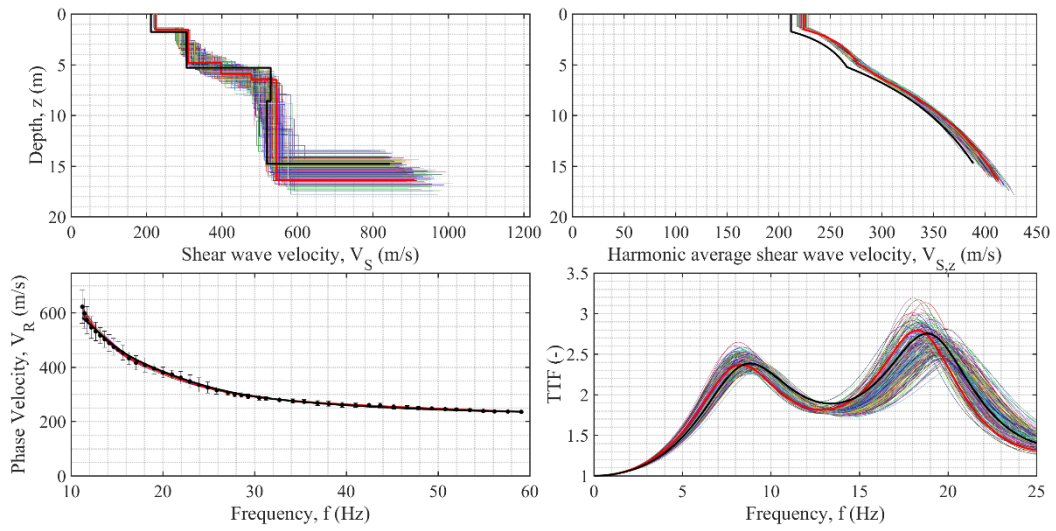 0
5
10
15
20
Depth, z (m)
0 200 400 600 800 1000 1200
Shear wave velocity, V_S (m/s)
0
5
10
15
20
0 50 100 150 200 250 300 350 400 450
Harmonic average shear wave velocity, V_S,z (m/s)
600
400
200
0
Phase Velocity, V_R (m/s)
10 20 30 40 50 60
Frequency, f (Hz)
3.5
3
2.5
2
1.5
1
TTF (-)
0 5 10 15 20 25
Frequency, f (Hz)